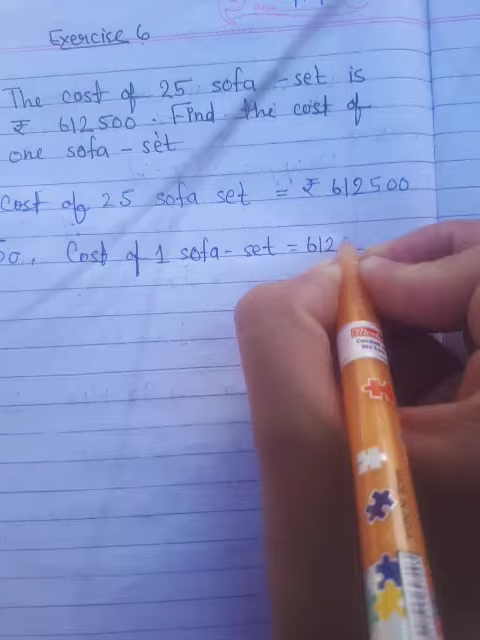 Exercise 6
The cost of 25 sofa-set is
₹ 612500. Find the cost of
one sofa-set
Cost of 25 sofa set = ₹ 612500
So, Cost of 1 sofa-set = 612